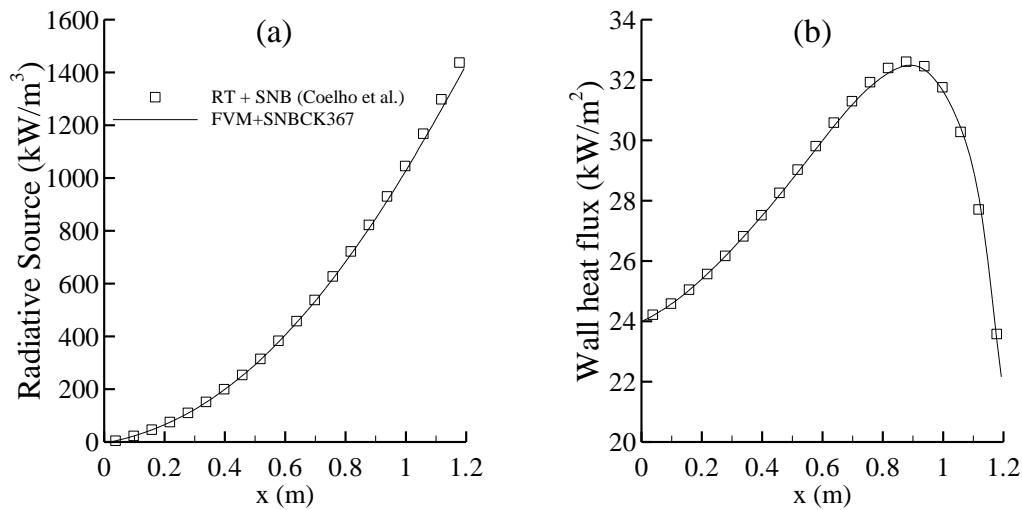 (a)
Radiative Source (kW/m³)
1600
1400
1200
1000
800
600
400
200
0
RT + SNB (Coelho et al.)
FVM+SNBCK367
0 0.2 0.4 0.6 0.8 1 1.2
x (m)
(b)
Wall heat flux (kW/m²)
34
32
30
28
26
24
22
20
0 0.2 0.4 0.6 0.8 1 1.2
x (m)